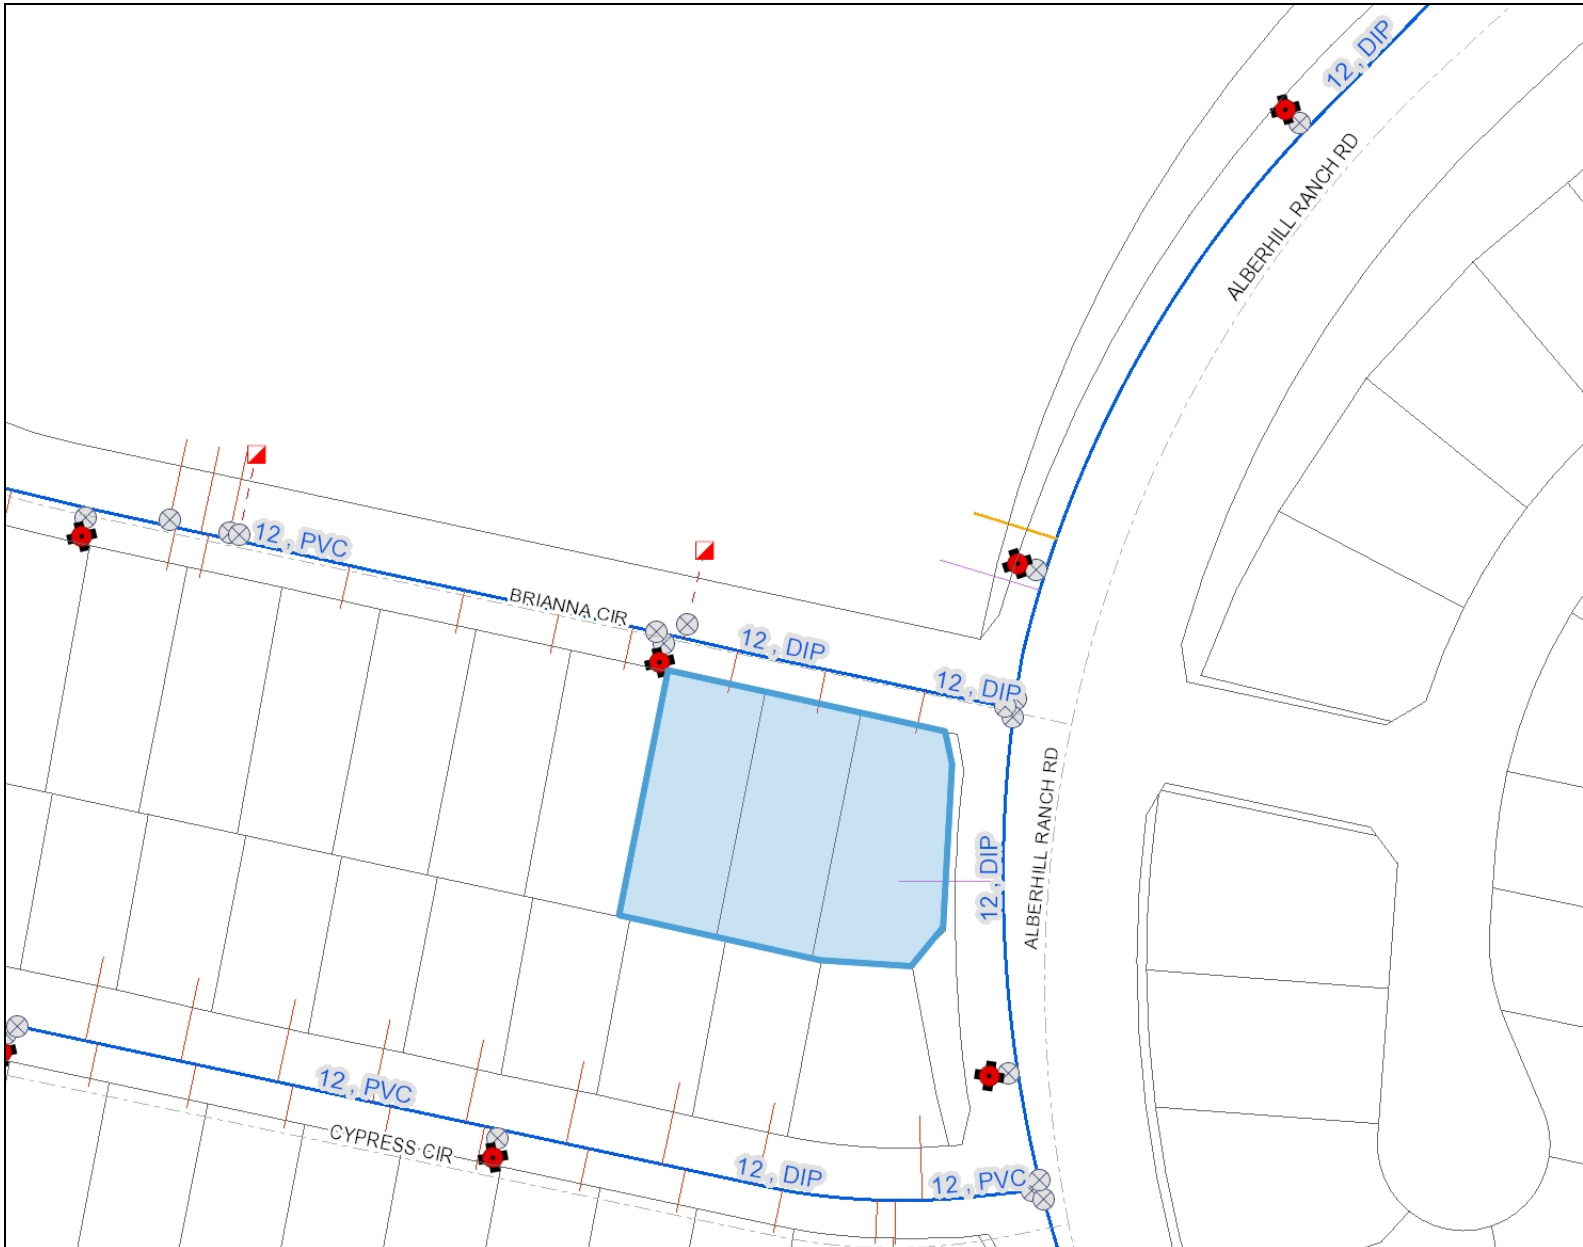 12 , DIP
ALBERHILL RANCH RD
12 , PVC
BRIANNA CIR
12 , DIP
12 , DIP
ALBERHILL RANCH RD
12 , DIP
12 , PVC
CYPRESS CIR
12 , DIP
12 , PVC